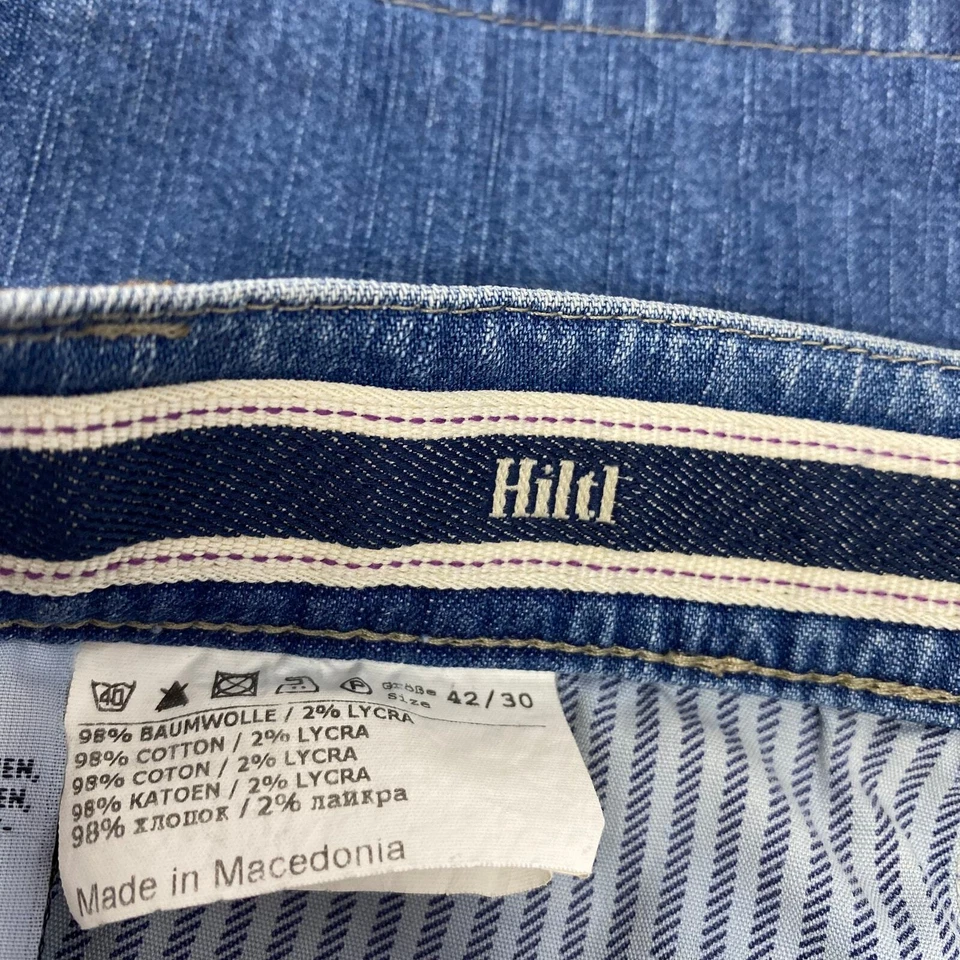 Hiltl
40 P Größe
Size 42/30
98% BAUMWOLLE / 2% LYCRA
98% COTTON / 2% LYCRA
98% COTON / 2% LYCRA
98% KATOEN / 2% LYCRA
98% хлопок / 2% лайкра
Made in Macedonia